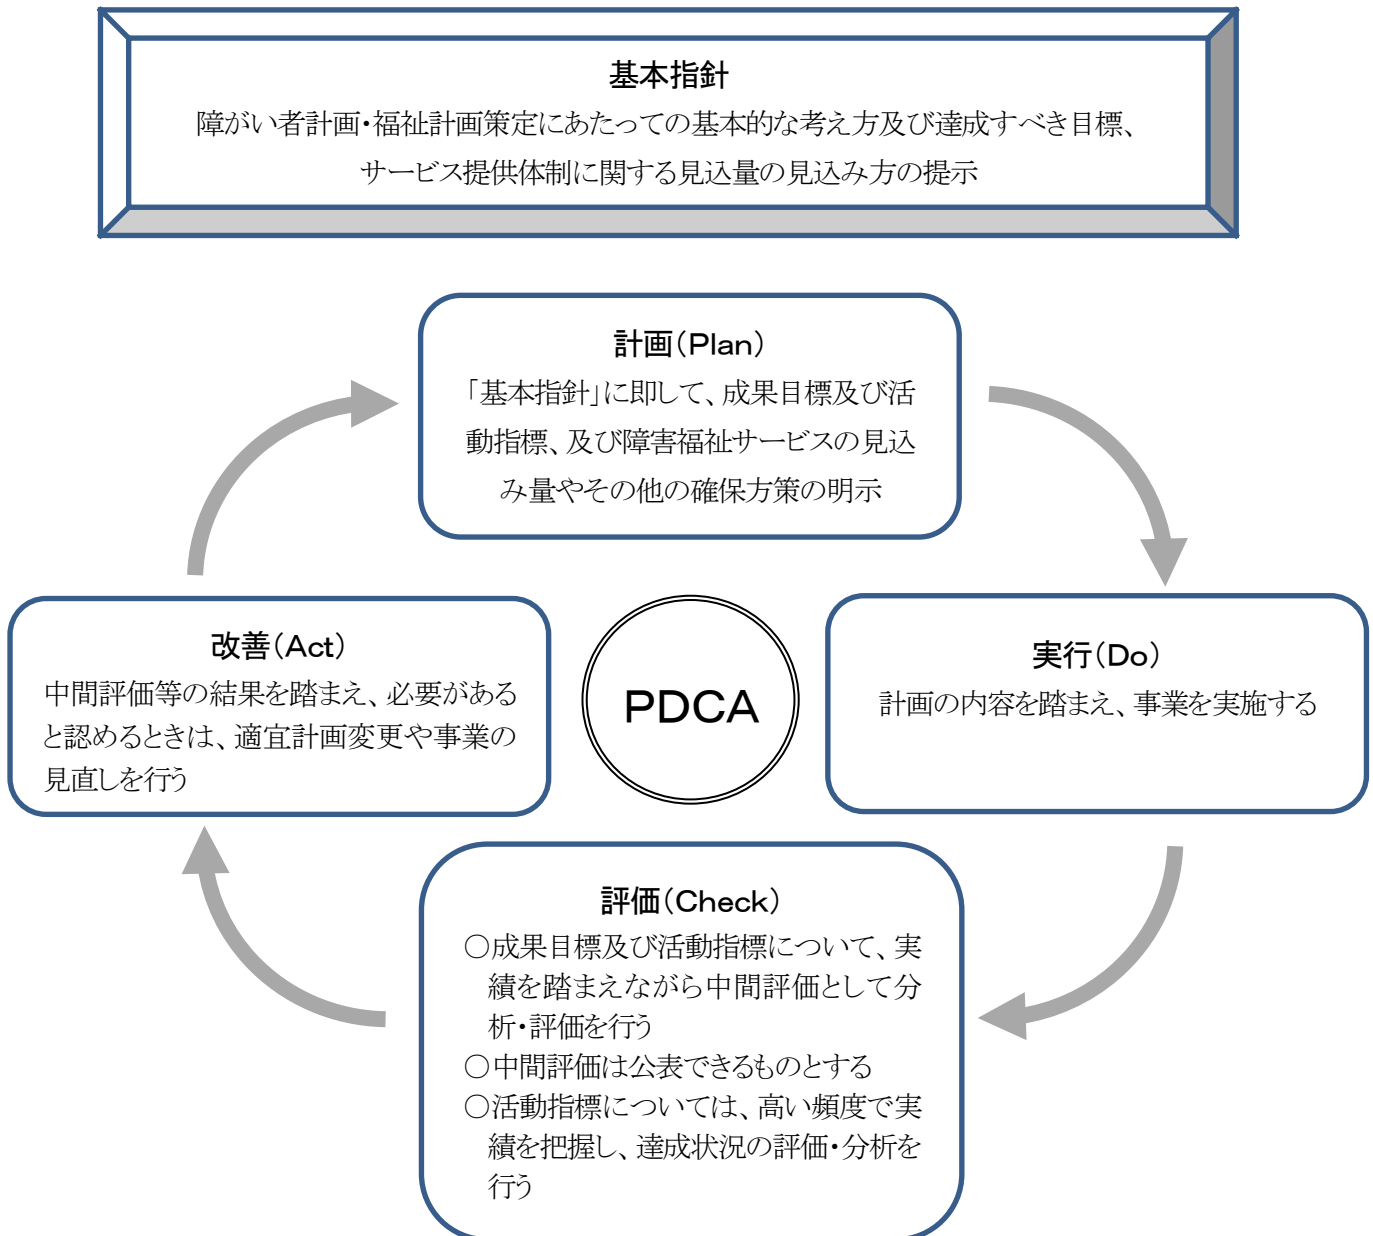 基本指針
障がい者計画・福祉計画策定にあたっての基本的な考え方及び達成すべき目標、
サービス提供体制に関する見込量の見込み方の提示
計画（Plan）
「基本指針」に即して、成果目標及び活
動指標、及び障害福祉サービスの見込
み量やその他の確保方策の明示
改善（Act）
中間評価等の結果を踏まえ、必要がある
と認めるときは、適宜計画変更や事業の
見直しを行う
PDCA
実行（Do）
計画の内容を踏まえ、事業を実施する
評価（Check）
○成果目標及び活動指標について、実
績を踏まえながら中間評価として分
析・評価を行う
○中間評価は公表できるものとする
○活動指標については、高い頻度で実
績を把握し、達成状況の評価・分析を
行う